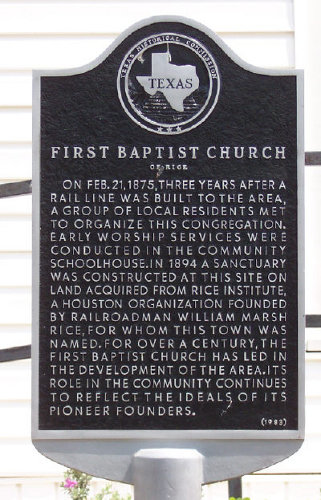 TEXAS HISTORICAL COMMISSION
TEXAS
FIRST BAPTIST CHURCH
OF RICE
ON FEB. 21, 1875, THREE YEARS AFTER A
RAIL LINE WAS BUILT TO THE AREA,
A GROUP OF LOCAL RESIDENTS MET
TO ORGANIZE THIS CONGREGATION.
EARLY WORSHIP SERVICES WERE
CONDUCTED IN THE COMMUNITY
SCHOOLHOUSE. IN 1894 A SANCTUARY
WAS CONSTRUCTED AT THIS SITE ON
LAND ACQUIRED FROM RICE INSTITUTE,
A HOUSTON ORGANIZATION FOUNDED
BY RAILROADMAN WILLIAM MARSH
RICE, FOR WHOM THIS TOWN WAS
NAMED. FOR OVER A CENTURY, THE
FIRST BAPTIST CHURCH HAS LED IN
THE DEVELOPMENT OF THE AREA. ITS
ROLE IN THE COMMUNITY CONTINUES
TO REFLECT THE IDEALS OF ITS
PIONEER FOUNDERS.
(1983)